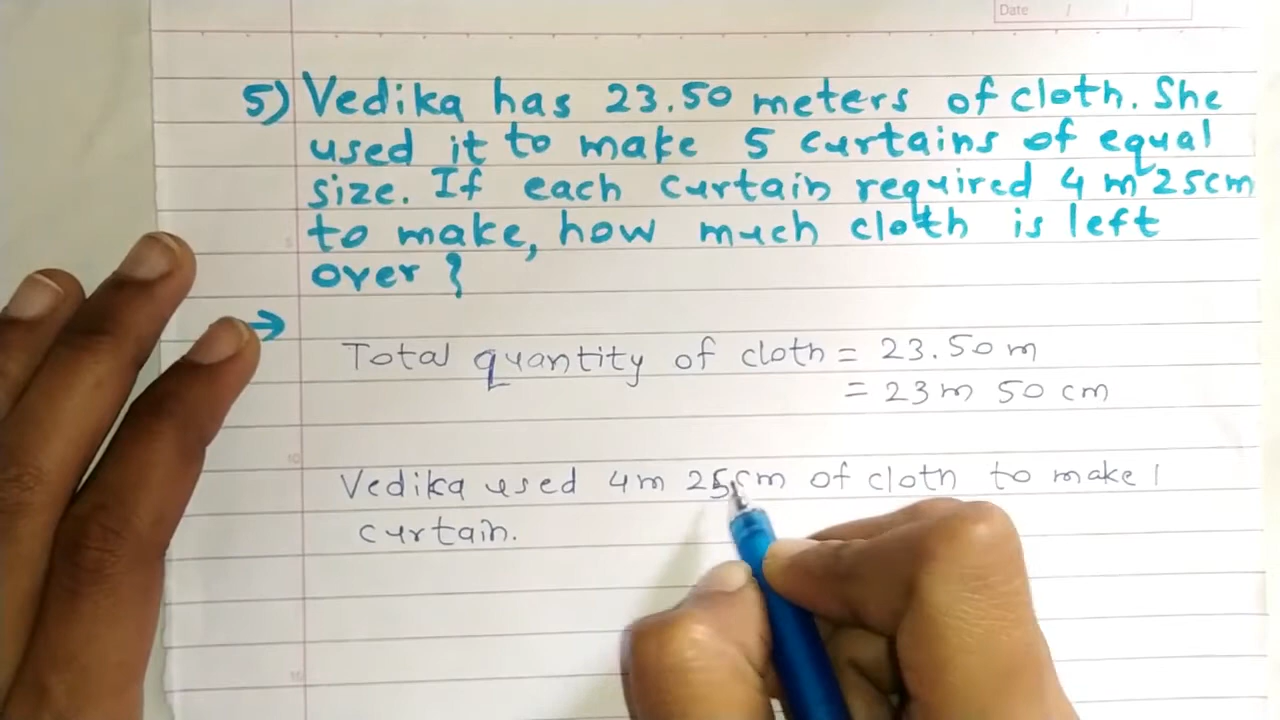 Date / /
5) Vedika has 23.50 meters of cloth. She
used it to make 5 curtains of equal
size. If each curtain required 4 m 25cm
to make, how much cloth is left
over ?
→
Total quantity of cloth = 23.50 m
= 23 m 50 cm
Vedika used 4m 25cm of cloth to make 1
curtain.